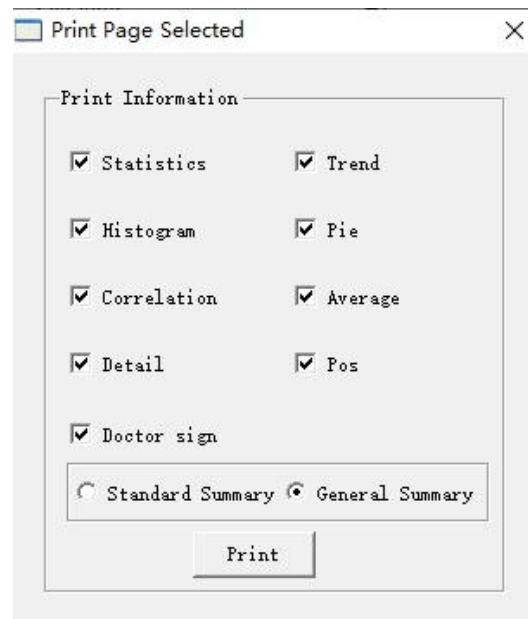 Print Page Selected
Print Information
Statistics Trend
Histogram Pie
Correlation Average
Detail Pos
Doctor sign
Standard Summary General Summary
Print